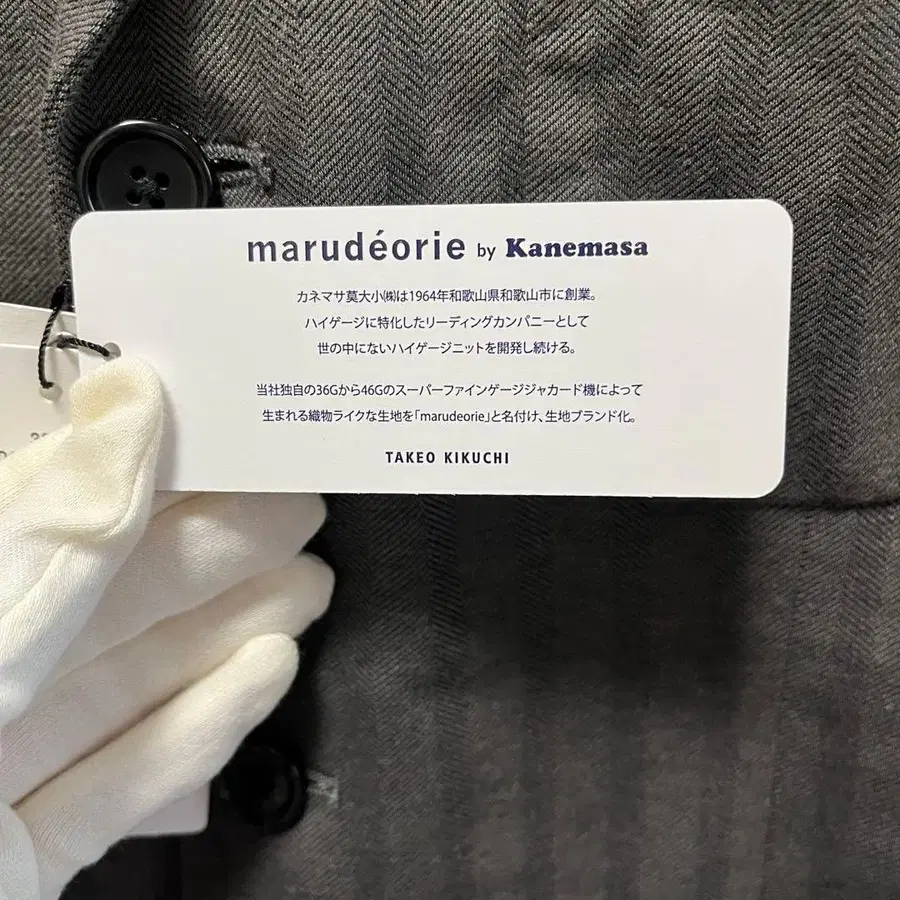 marudéorie by Kanemasa
カネマサ莫大小㈱は1964年和歌山県和歌山市に創業。
ハイゲージに特化したリーディングカンパニーとして
世の中にないハイゲージニットを開発し続ける。
当社独自の36Gから46Gのスーパーファインゲージジャカード機によって
生まれる織物ライクな生地を「marudeorie」と名付け、生地ブランド化。
TAKEO KIKUCHI